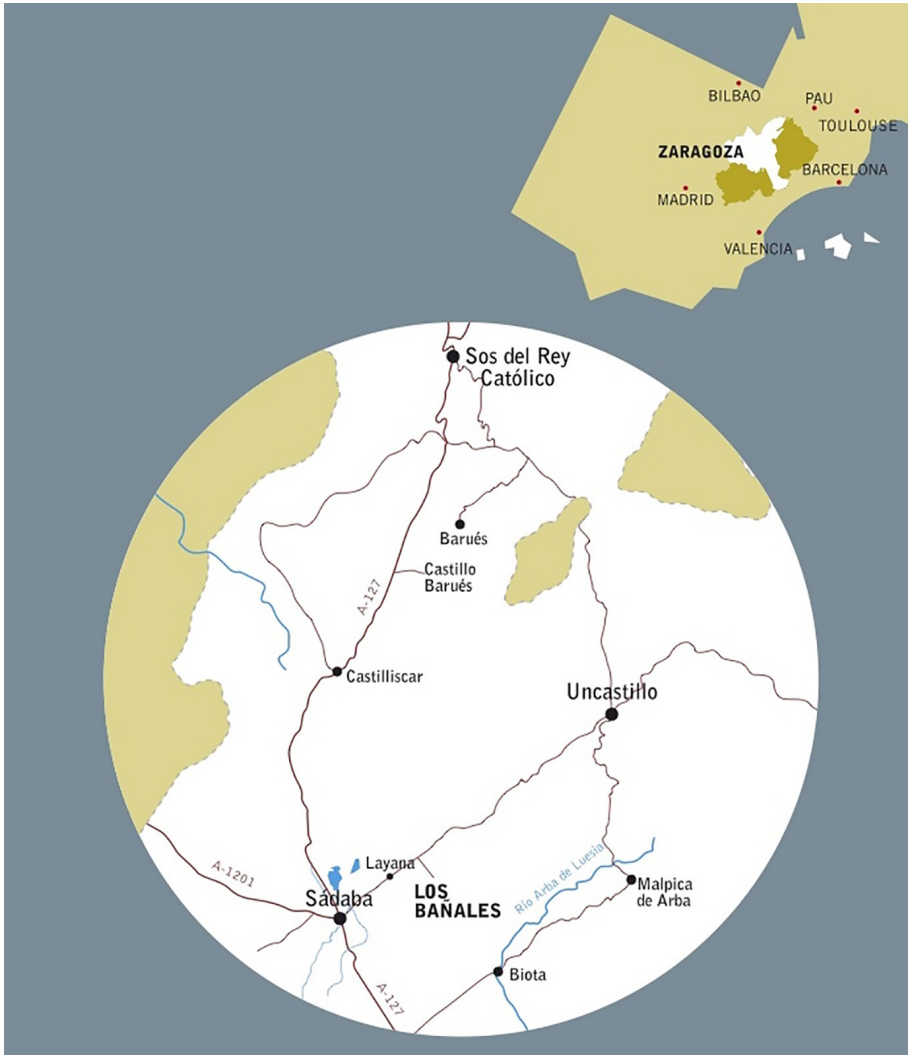 BILBAO
PAU
TOULOUSE
ZARAGOZA
BARCELONA
MADRID
VALENCIA
Sos del Rey
Católico
Barués
Castillo
Barués
A-127
Castilliscar
Uncastillo
A-1201
Layana
Sádaba
LOS
BAÑALES
Río Arba de Luesia
Malpica
de Arba
Biota
A-127